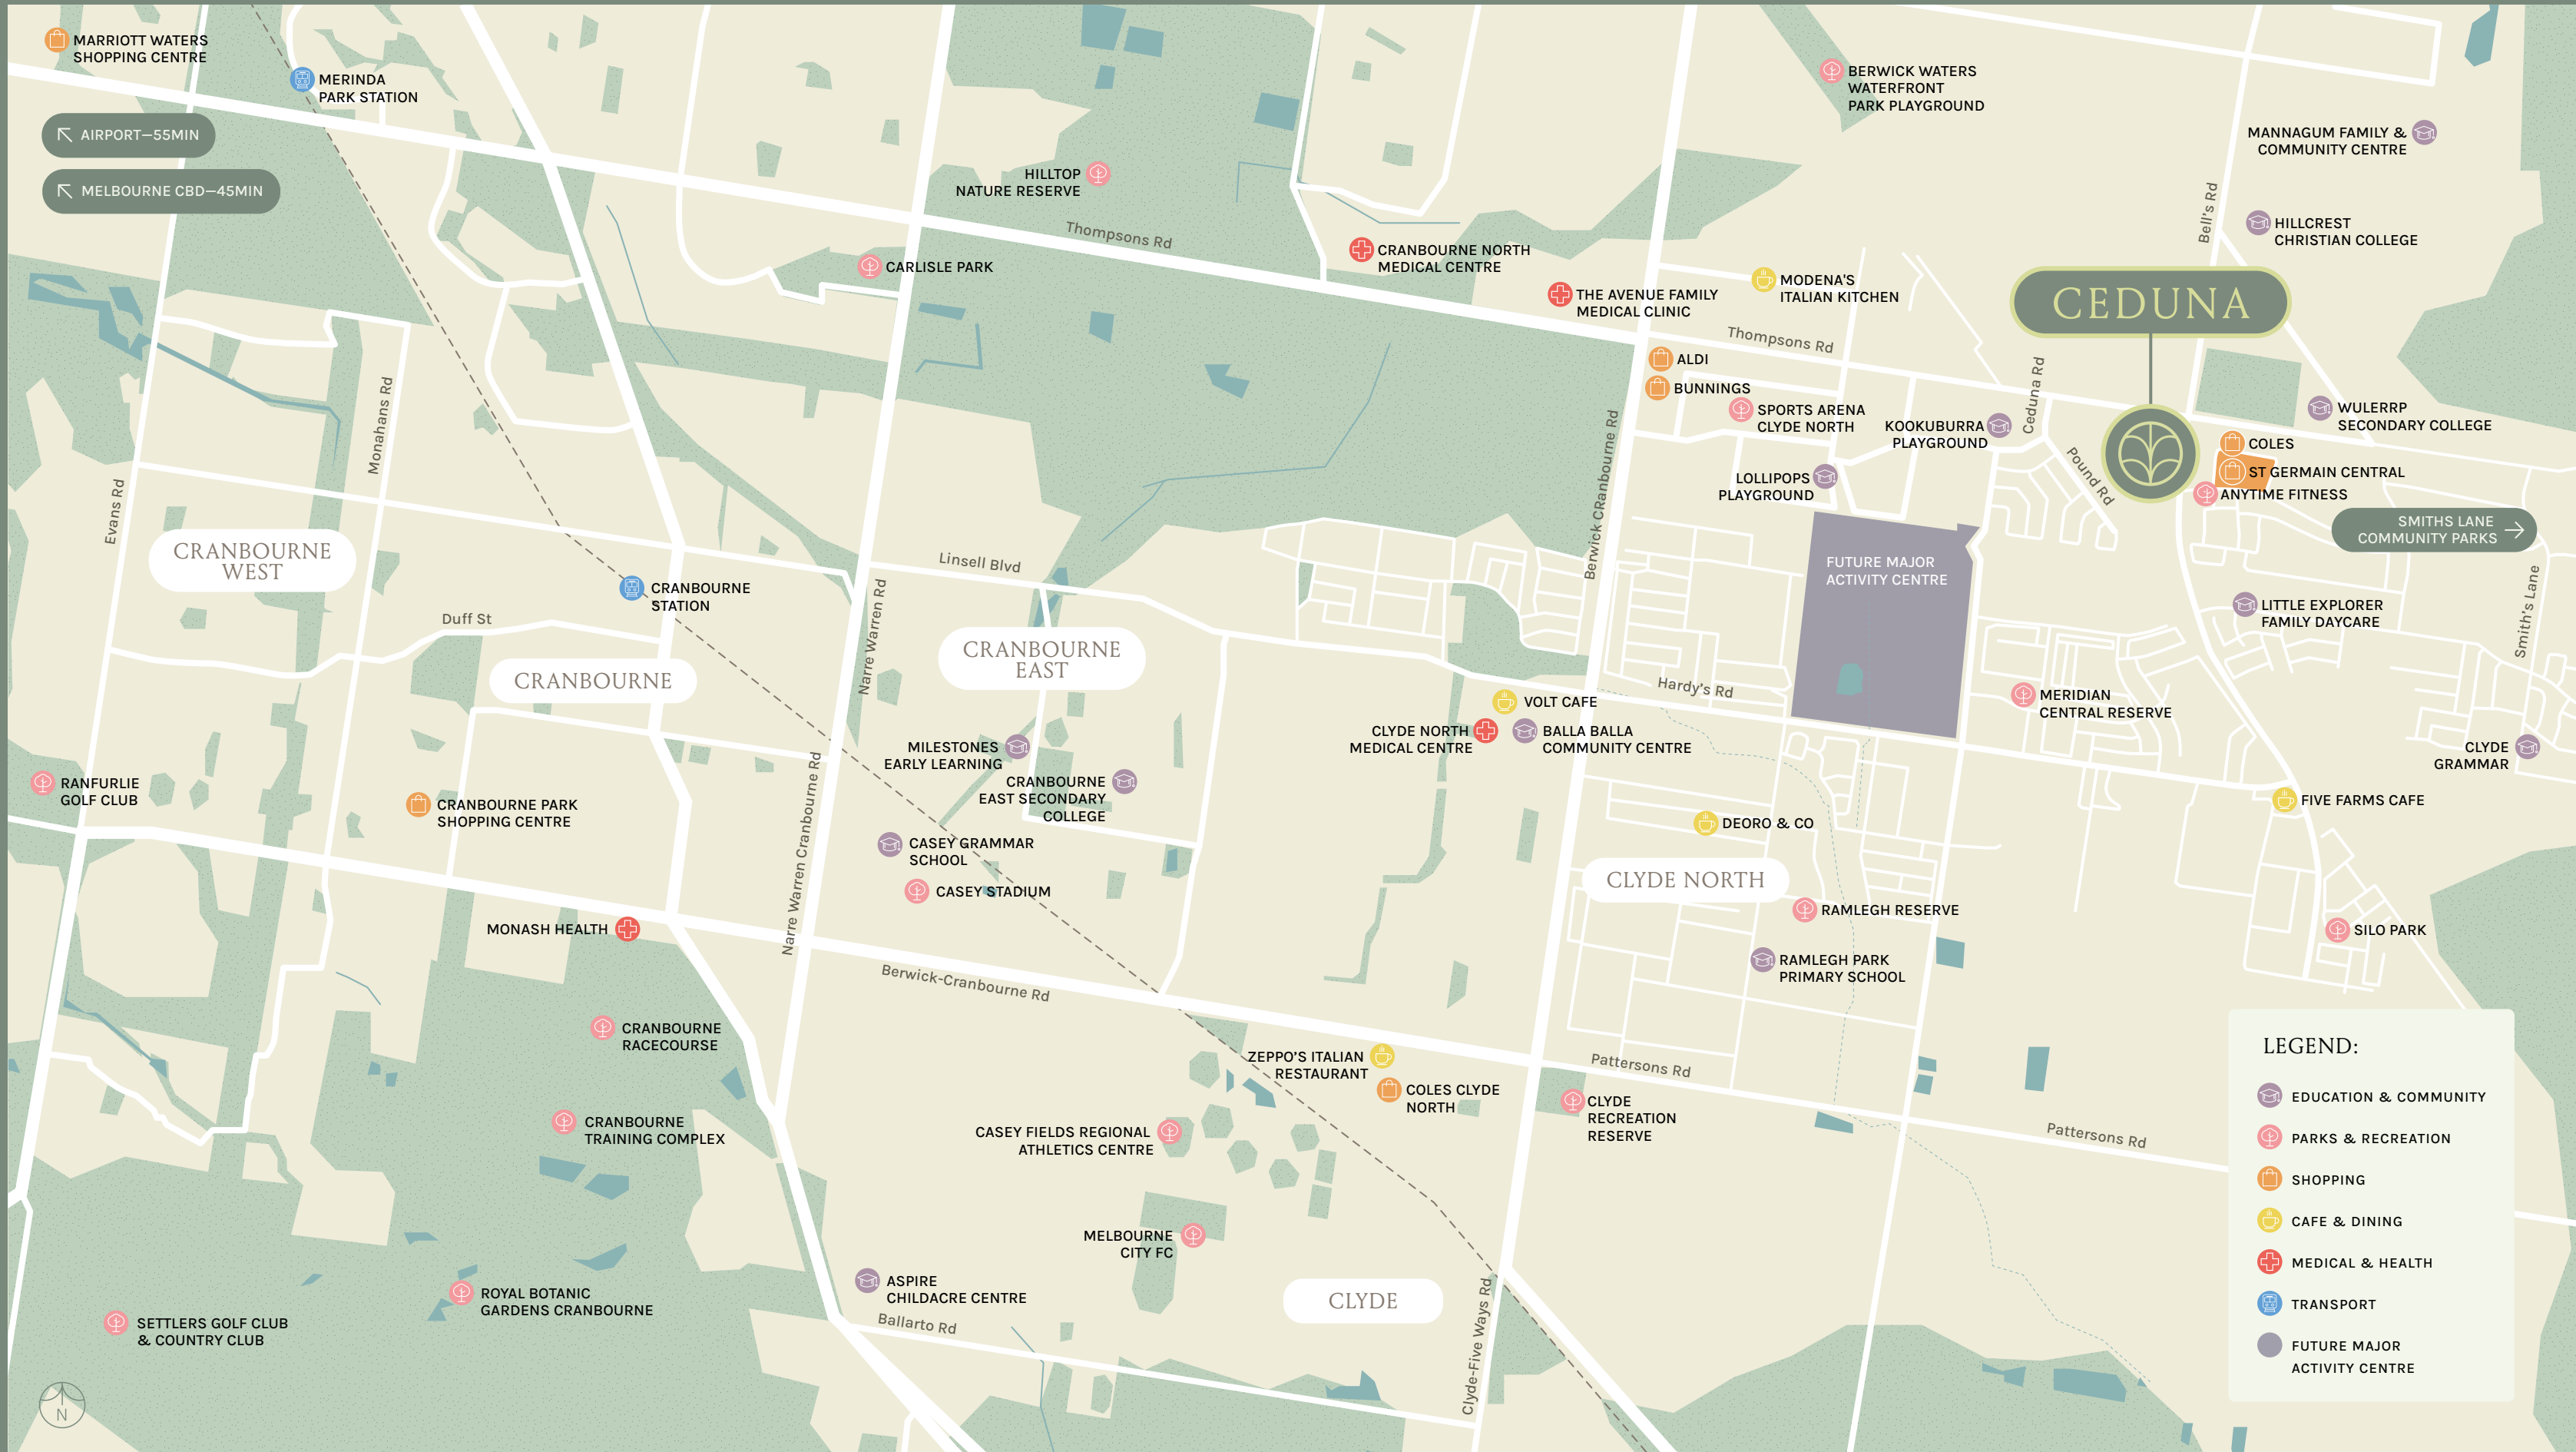 MARRIOTT WATERS
SHOPPING CENTRE
MERINDA
PARK STATION
AIRPORT—55MIN
MELBOURNE CBD—45MIN
HILLTOP
NATURE RESERVE
Thompsons Rd
CARLISLE PARK
BERWICK WATERS
WATERFRONT
PARK PLAYGROUND
MANNAGUM FAMILY &
COMMUNITY CENTRE
Bell's Rd
HILLCREST
CHRISTIAN COLLEGE
CRANBOURNE NORTH
MEDICAL CENTRE
THE AVENUE FAMILY
MEDICAL CLINIC
MODENA'S
ITALIAN KITCHEN
CEDUNA
Thompsons Rd
ALDI
BUNNINGS
SPORTS ARENA
CLYDE NORTH
KOOKUBURRA
PLAYGROUND
Ceduna Rd
Pound Rd
WULERRP
SECONDARY COLLEGE
COLES
ST GERMAIN CENTRAL
ANYTIME FITNESS
LOLLIPOPS
PLAYGROUND
SMITHS LANE
COMMUNITY PARKS
Monahans Rd
Evans Rd
Berwick CRanbourne Rd
CRANBOURNE
WEST
Linsell Blvd
FUTURE MAJOR
ACTIVITY CENTRE
CRANBOURNE
STATION
Duff St
Narre Warren Rd
LITTLE EXPLORER
FAMILY DAYCARE
Smith's Lane
CRANBOURNE
EAST
CRANBOURNE
Hardy's Rd
MERIDIAN
CENTRAL RESERVE
VOLT CAFE
CLYDE NORTH
MEDICAL CENTRE
BALLA BALLA
COMMUNITY CENTRE
MILESTONES
EARLY LEARNING
CLYDE
GRAMMAR
RANFURLIE
GOLF CLUB
CRANBOURNE PARK
SHOPPING CENTRE
CRANBOURNE
EAST SECONDARY
COLLEGE
FIVE FARMS CAFE
DEORO & CO
Narre Warren Cranbourne Rd
CASEY GRAMMAR
SCHOOL
CASEY STADIUM
CLYDE NORTH
RAMLEGH RESERVE
MONASH HEALTH
SILO PARK
RAMLEGH PARK
PRIMARY SCHOOL
Berwick-Cranbourne Rd
CRANBOURNE
RACECOURSE
ZEPPO'S ITALIAN
RESTAURANT
COLES CLYDE
NORTH
Pattersons Rd
CLYDE
RECREATION
RESERVE
Pattersons Rd
CRANBOURNE
TRAINING COMPLEX
CASEY FIELDS REGIONAL
ATHLETICS CENTRE
MELBOURNE
CITY FC
ASPIRE
CHILDACRE CENTRE
Ballarto Rd
CLYDE
Clyde-Five Ways Rd
ROYAL BOTANIC
GARDENS CRANBOURNE
SETTLERS GOLF CLUB
& COUNTRY CLUB
N
LEGEND:
EDUCATION & COMMUNITY
PARKS & RECREATION
SHOPPING
CAFE & DINING
MEDICAL & HEALTH
TRANSPORT
FUTURE MAJOR
ACTIVITY CENTRE